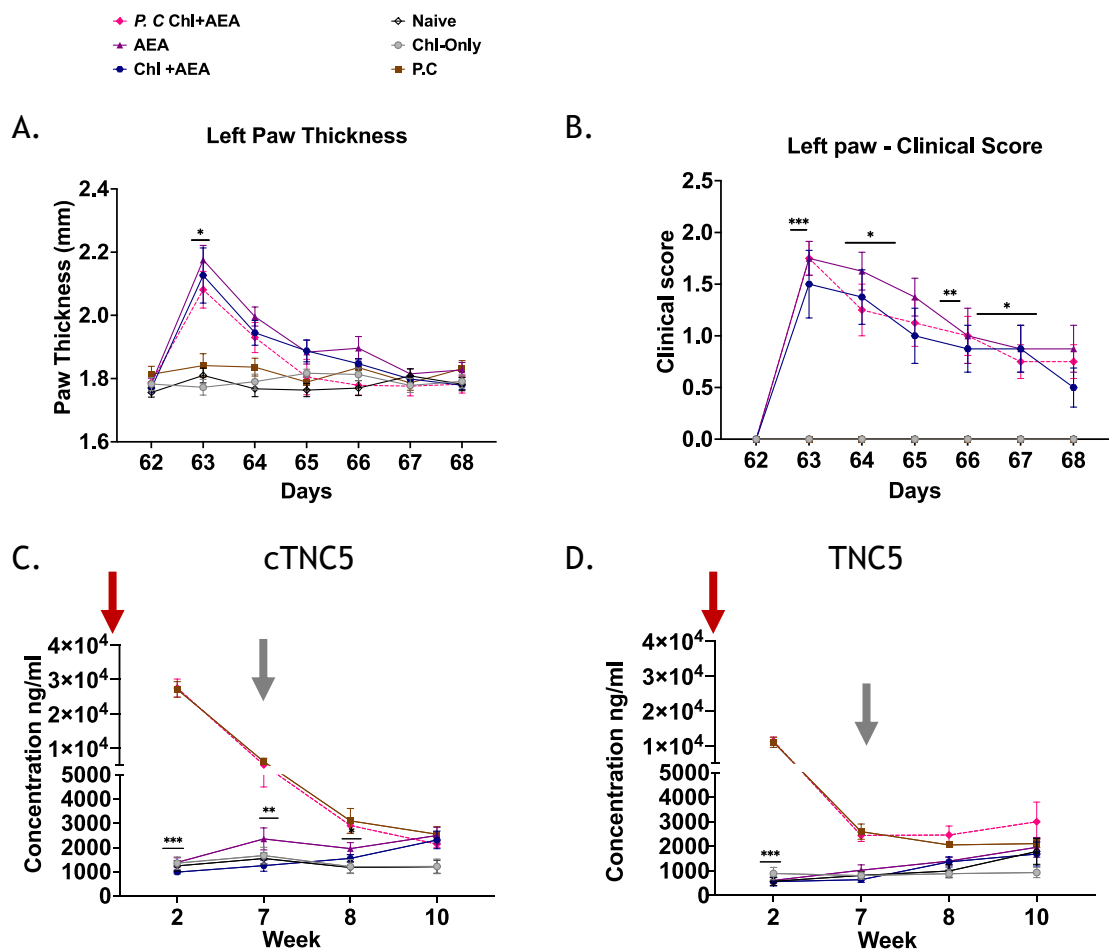 P. C Chl+AEA
AEA
Chl +AEA
Naive
Chl-Only
P.C
A.
Left Paw Thickness
Paw Thickness (mm)
2.4
2.2
2.0
1.8
1.6
*
62 63 64 65 66 67 68
Days
B.
Left paw - Clinical Score
Clinical score
2.5
2.0
1.5
1.0
0.5
0.0
*** * ** *
62 63 64 65 66 67 68
Days
C.
cTNC5
Concentration ng/ml
4×10⁴
3×10⁴
2×10⁴
1×10⁴
5000
4000
3000
2000
1000
0
*** ** *
2 7 8 10
Week
D.
TNC5
Concentration ng/ml
4×10⁴
3×10⁴
2×10⁴
1×10⁴
5000
4000
3000
2000
1000
0
***
2 7 8 10
Week